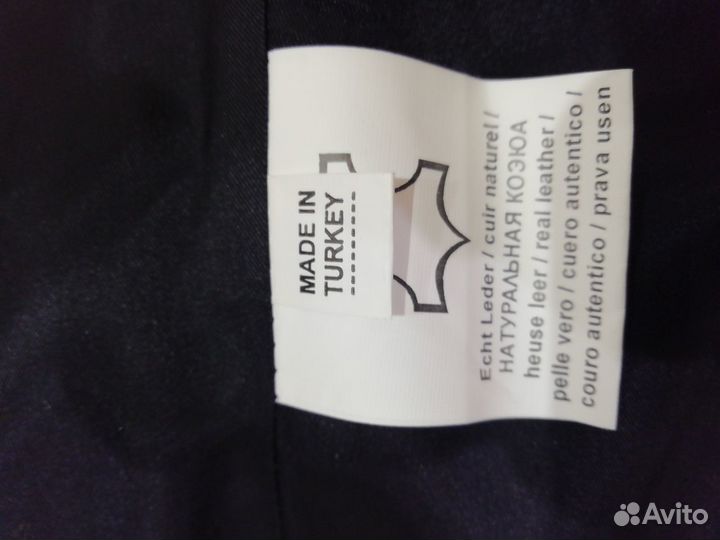 MADE IN
TURKEY
---------
Echt Leder / cuir naturel /
НАТУРАЛЬНАЯ КОЭЮА
heuse leer / real leather /
pelle vero / cuero autentico /
couro autentico / prava usen
Avito